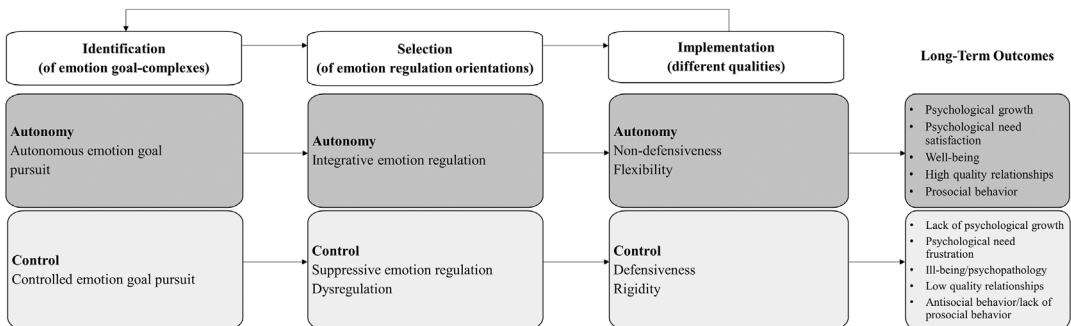 Identification
(of emotion goal-complexes)
Selection
(of emotion regulation orientations)
Implementation
(different qualities)
Long-Term Outcomes
Autonomy
Autonomous emotion goal
pursuit
Autonomy
Integrative emotion regulation
Autonomy
Non-defensiveness
Flexibility
• Psychological growth
• Psychological need
satisfaction
• Well-being
• High quality relationships
• Prosocial behavior
Control
Controlled emotion goal pursuit
Control
Suppressive emotion regulation
Dysregulation
Control
Defensiveness
Rigidity
• Lack of psychological growth
• Psychological need
frustration
• Ill-being/psychopathology
• Low quality relationships
• Antisocial behavior/lack of
prosocial behavior